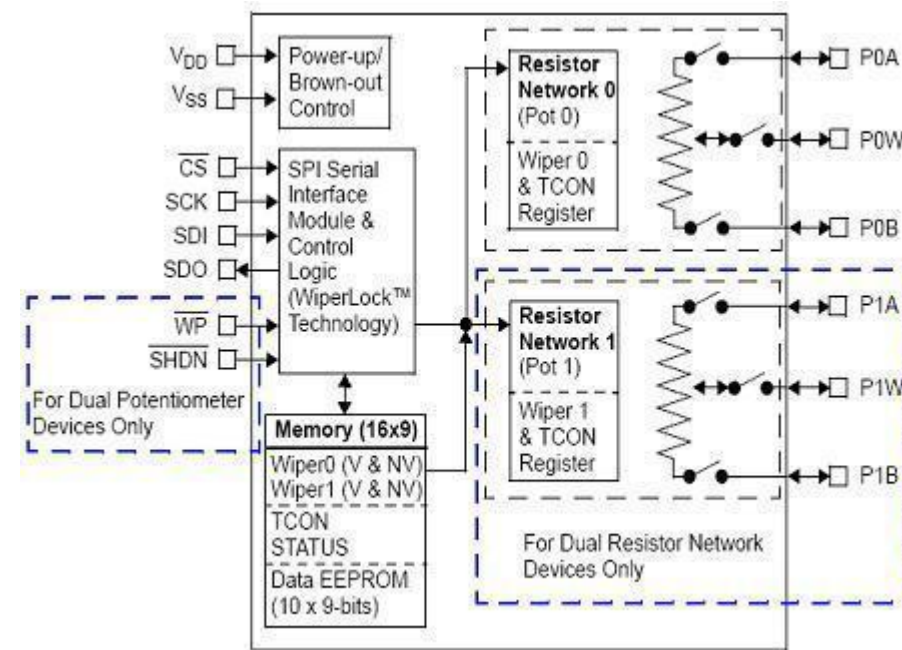 VDD
VSS
Power-up/
Brown-out
Control
CS
SCK
SDI
SDO
WP
SHDN
SPI Serial
Interface
Module &
Control
Logic
(WiperLock™
Technology)
For Dual Potentiometer
Devices Only
Memory (16x9)
Wiper0 (V & NV)
Wiper1 (V & NV)
TCON
STATUS
Data EEPROM
(10 x 9-bits)
Resistor
Network 0
(Pot 0)
Wiper 0
& TCON
Register
P0A
P0W
P0B
Resistor
Network 1
(Pot 1)
Wiper 1
& TCON
Register
P1A
P1W
P1B
For Dual Resistor Network
Devices Only